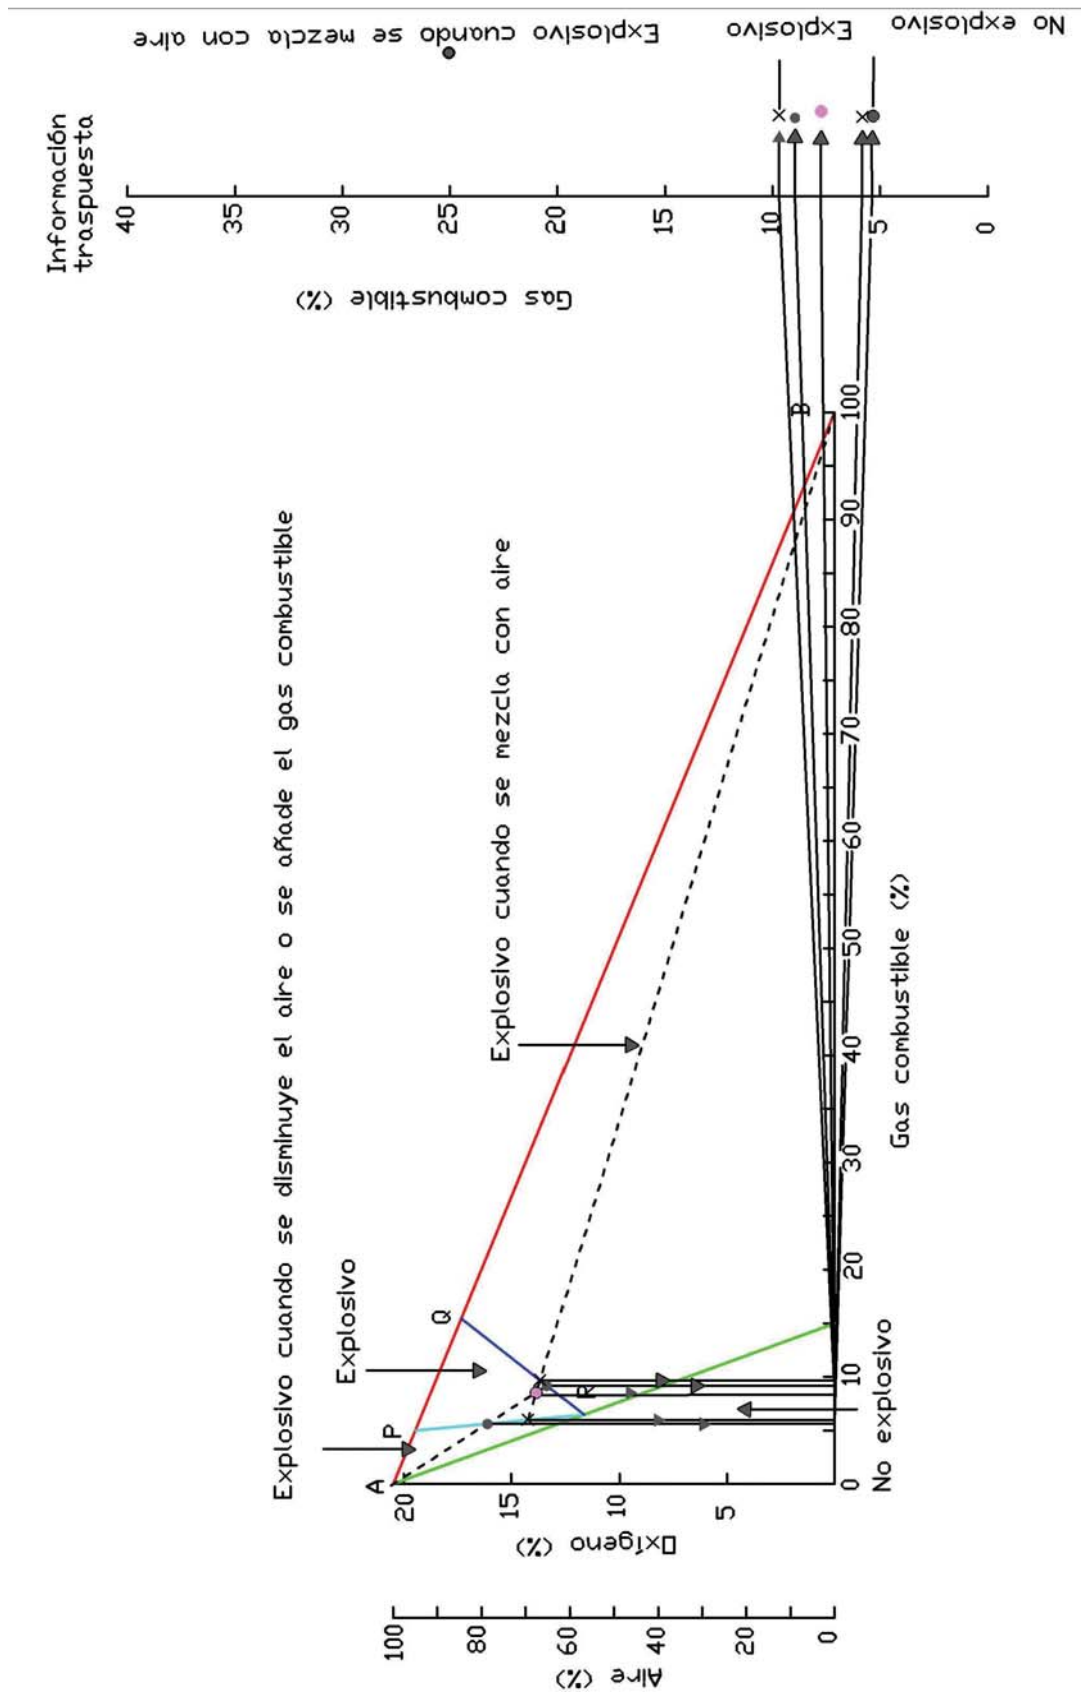 Explosivo cuando se mezcla con aire
Explosivo
No explosivo
Información
traspuesta
40
35
30
25
20
15
10
5
0
Gas combustible (%)
Explosivo cuando se disminuye el aire o se añade el gas combustible
Explosivo
Explosivo cuando se mezcla con aire
A
P
Q
R
B
20
15
10
5
Oxígeno (%)
100
80
60
40
20
0
Aire (%)
0
10
20
30
40
50
60
70
80
90
100
Gas combustible (%)
No explosivo